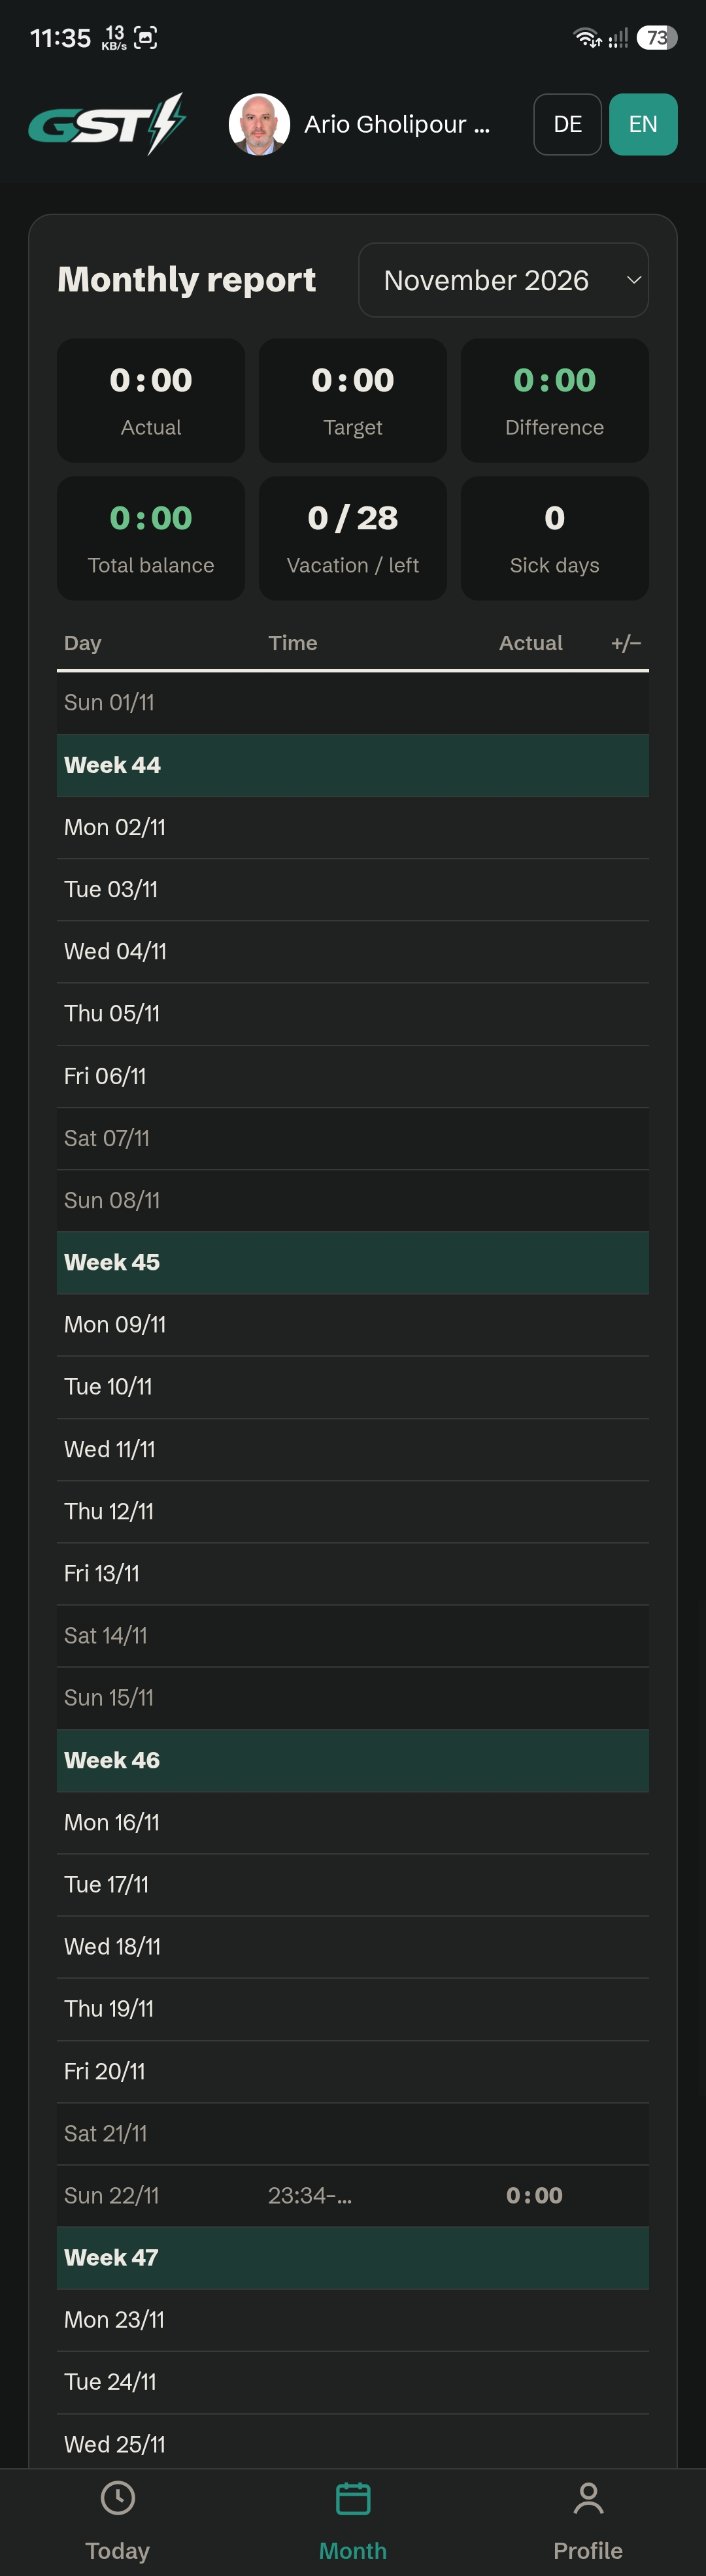 11:35 13 KB/s 73
GST Ario Gholipour ... DE EN
Monthly report November 2026
0:00 0:00 0:00
Actual Target Difference
0:00 0 / 28 0
Total balance Vacation / left Sick days
Day Time Actual +/−
Sun 01/11
Week 44
Mon 02/11
Tue 03/11
Wed 04/11
Thu 05/11
Fri 06/11
Sat 07/11
Sun 08/11
Week 45
Mon 09/11
Tue 10/11
Wed 11/11
Thu 12/11
Fri 13/11
Sat 14/11
Sun 15/11
Week 46
Mon 16/11
Tue 17/11
Wed 18/11
Thu 19/11
Fri 20/11
Sat 21/11
Sun 22/11 23:34–... 0:00
Week 47
Mon 23/11
Tue 24/11
Wed 25/11
Today Month Profile